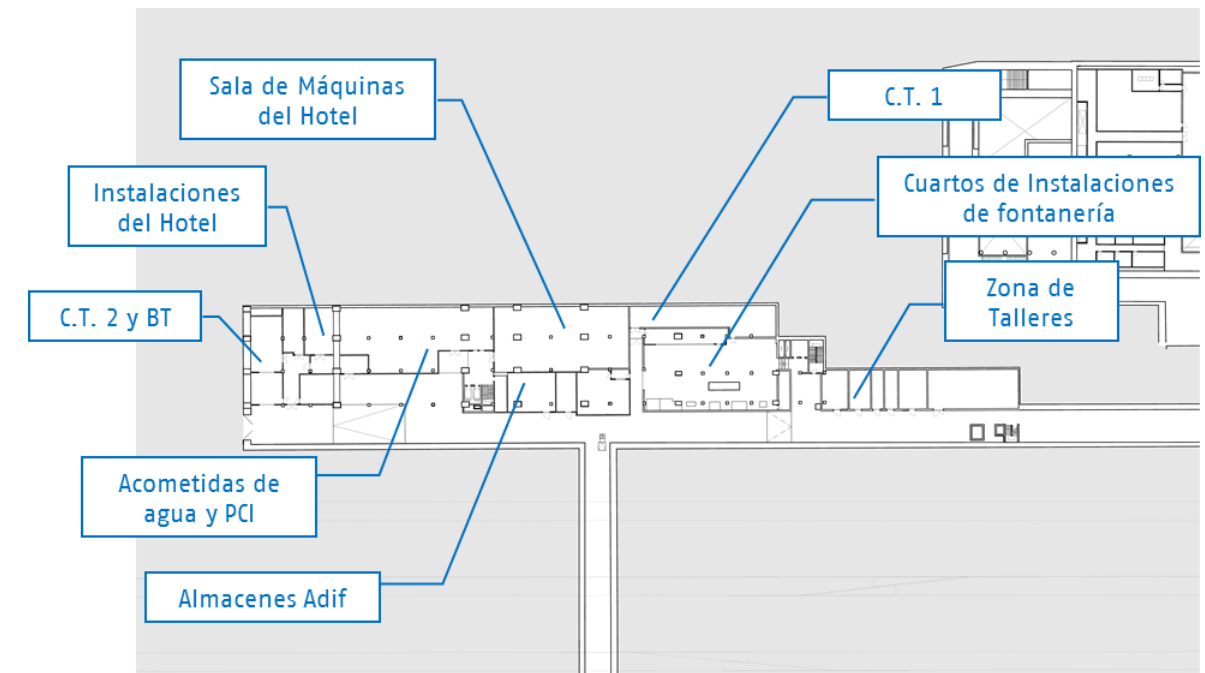 Sala de Máquinas
del Hotel
C.T. 1
Instalaciones
del Hotel
Cuartos de Instalaciones
de fontanería
C.T. 2 y BT
Zona de
Talleres
Acometidas de
agua y PCI
Almacenes Adif